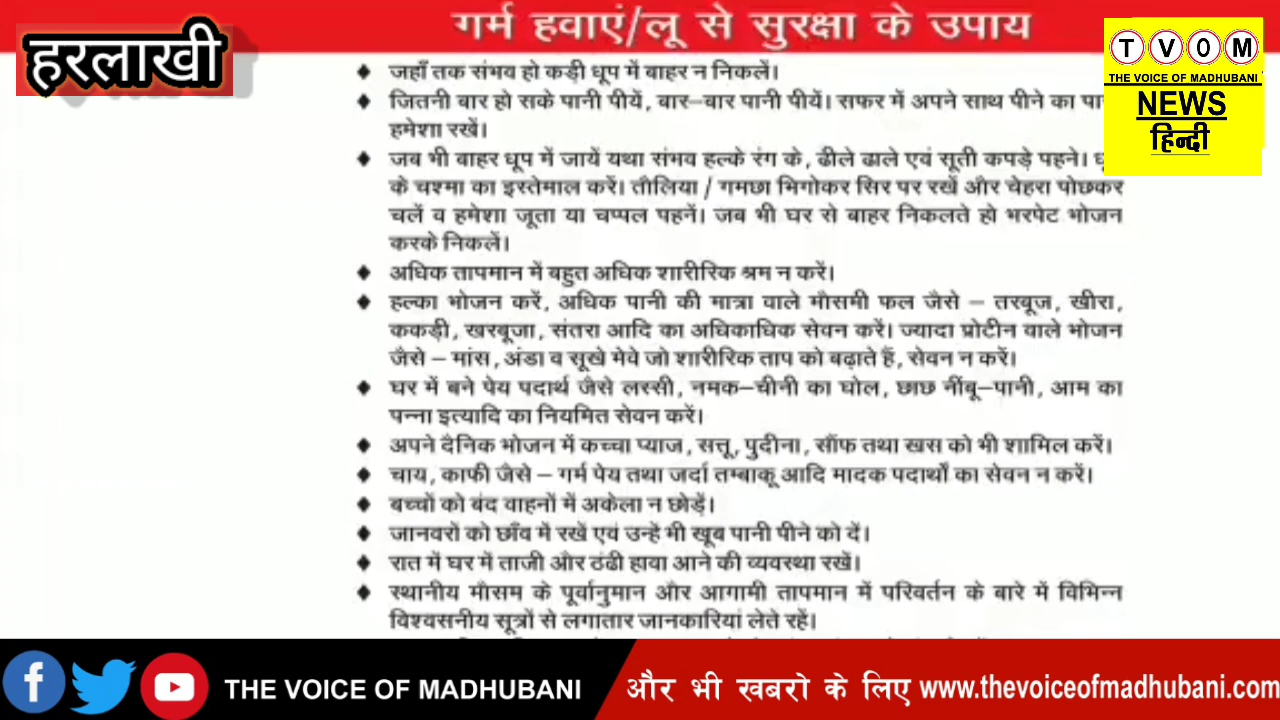 गर्म हवाएं/लू से सुरक्षा के उपाय
हरलाखी
T V O M
THE VOICE OF MADHUBANI
NEWS
हिन्दी
♦ जहाँ तक संभव हो कड़ी धूप में बाहर न निकलें।
♦ जितनी बार हो सके पानी पीयें, बार–बार पानी पीयें। सफर में अपने साथ पीने का
हमेशा रखें।
♦ जब भी बाहर धूप में जायें यथा संभव हल्के रंग के, ढीले ढाले एवं सूती कपड़े पहने।
के चश्मा का इस्तेमाल करें। तौलिया / गमछा भिगोकर सिर पर रखें और चेहरा पोछकर
चलें व हमेशा जूता या चप्पल पहनें। जब भी घर से बाहर निकलते हो भरपेट भोजन
करके निकलें।
♦ अधिक तापमान में बहुत अधिक शारीरिक श्रम न करें।
♦ हल्का भोजन करें, अधिक पानी की मात्रा वाले मौसमी फल जैसे – तरबूज, खीरा,
ककड़ी, खरबूजा, संतरा आदि का अधिकाधिक सेवन करें। ज्यादा प्रोटीन वाले भोजन
जैसे – मांस, अंडा व सूखे मेवे जो शारीरिक ताप को बढ़ाते हैं, सेवन न करें।
♦ घर में बने पेय पदार्थ जैसे लस्सी, नमक–चीनी का घोल, छाछ नींबू–पानी, आम का
पन्ना इत्यादि का नियमित सेवन करें।
♦ अपने दैनिक भोजन में कच्चा प्याज, सत्तू, पुदीना, सौंफ तथा खस को भी शामिल करें।
♦ चाय, काफी जैसे – गर्म पेय तथा जर्दा तम्बाकू आदि मादक पदार्थों का सेवन न करें।
♦ बच्चों को बंद वाहनों में अकेला न छोड़ें।
♦ जानवरों को छाँव में रखें एवं उन्हें भी खूब पानी पीने को दें।
♦ रात में घर में ताजी और ठंढी हावा आने की व्यवस्था रखें।
♦ स्थानीय मौसम के पूर्वानुमान और आगामी तापमान में परिवर्तन के बारे में विभिन्न
विश्वसनीय सूत्रों से लगातार जानकारियां लेते रहें।
THE VOICE OF MADHUBANI
और भी खबरो के लिए www.thevoiceofmadhubani.com